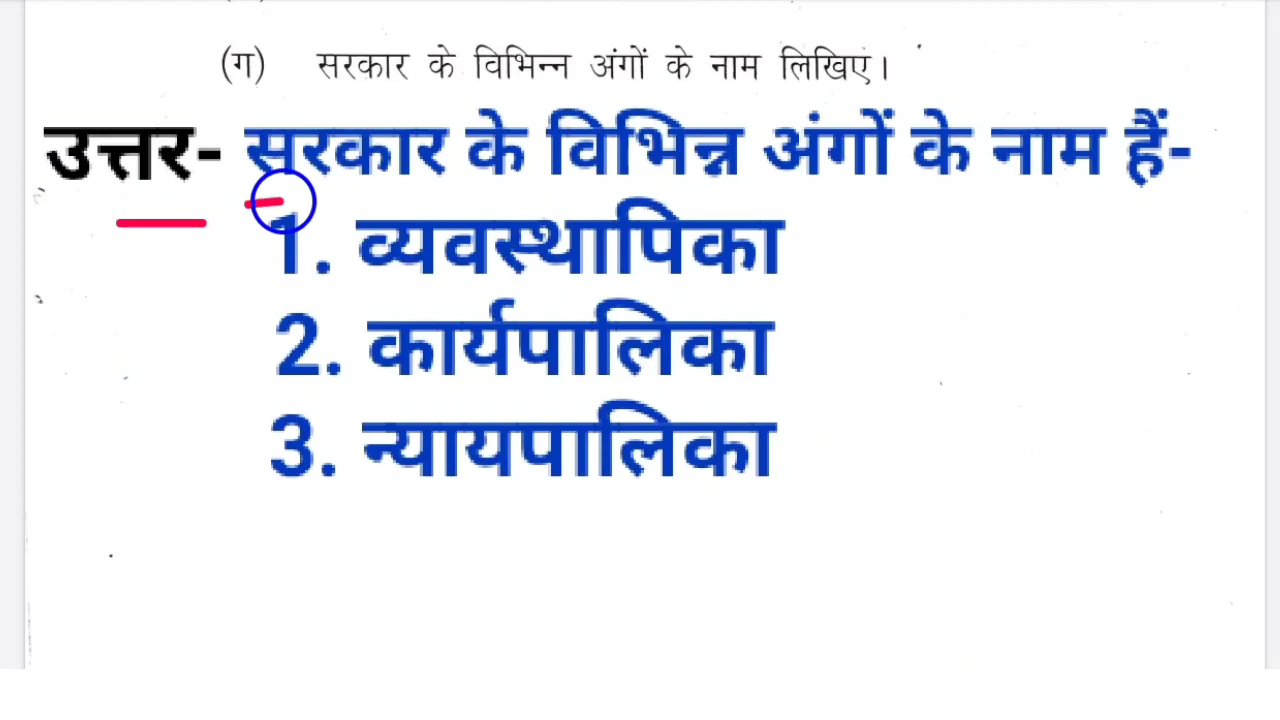 (ग) सरकार के विभिन्न अंगों के नाम लिखिए।
उत्तर- सरकार के विभिन्न अंगों के नाम हैं-
1. व्यवस्थापिका
2. कार्यपालिका
3. न्यायपालिका